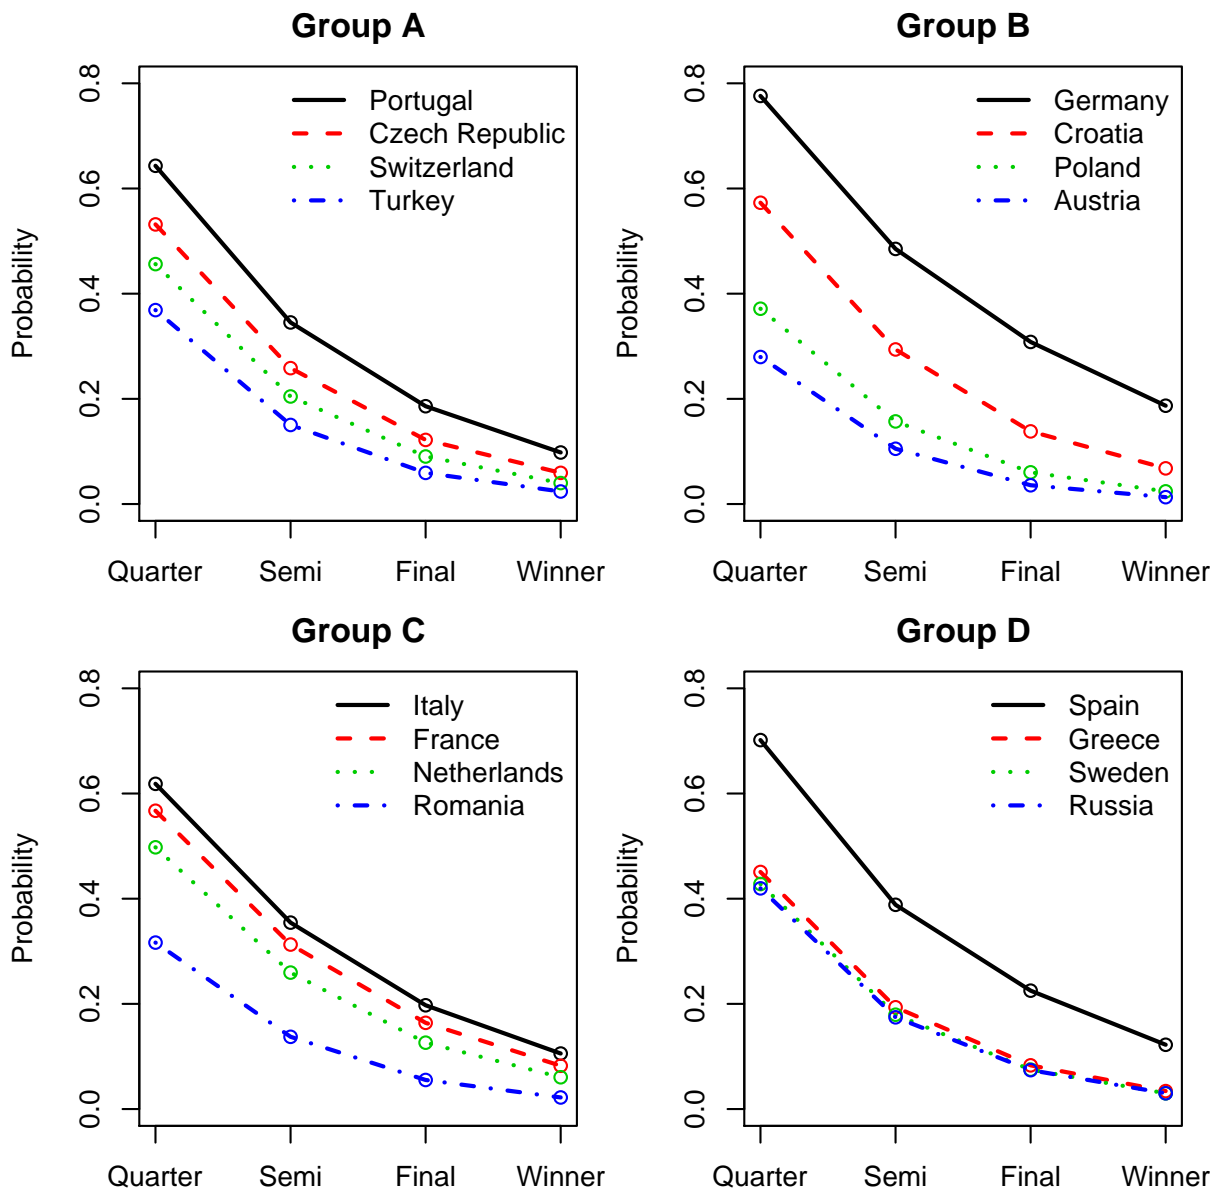 Group A
Probability
0.8
0.6
0.4
0.2
0.0
Portugal
Czech Republic
Switzerland
Turkey
Quarter Semi Final Winner
Group B
Probability
0.8
0.6
0.4
0.2
0.0
Germany
Croatia
Poland
Austria
Quarter Semi Final Winner
Group C
Probability
0.8
0.6
0.4
0.2
0.0
Italy
France
Netherlands
Romania
Quarter Semi Final Winner
Group D
Probability
0.8
0.6
0.4
0.2
0.0
Spain
Greece
Sweden
Russia
Quarter Semi Final Winner